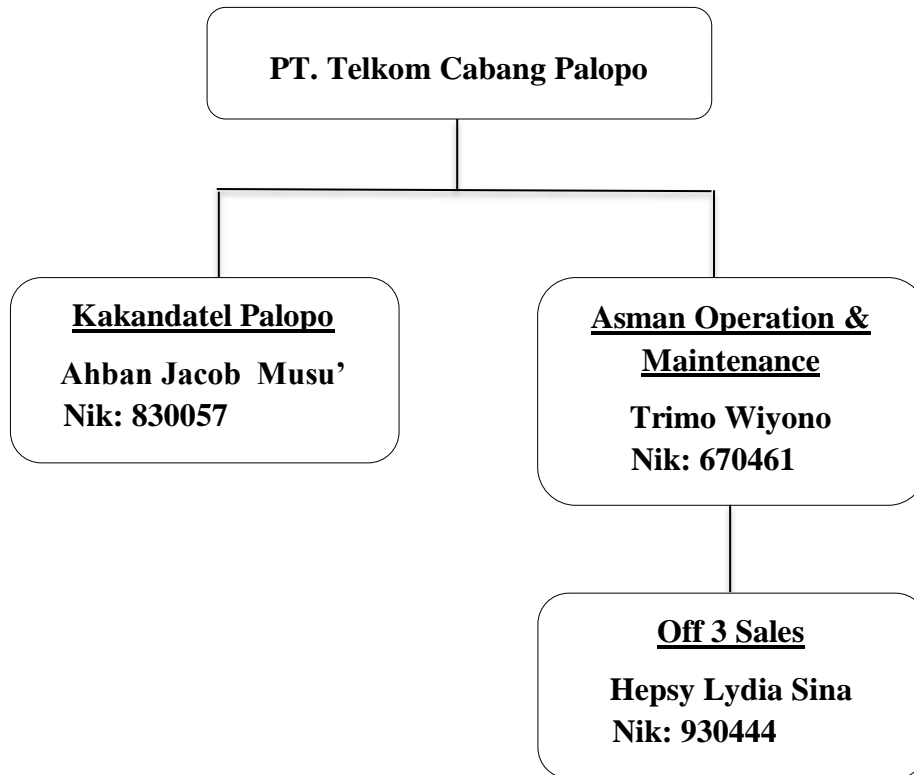 PT. Telkom Cabang Palopo
Kakandatel Palopo
Ahban Jacob Musu’
Nik: 830057
Asman Operation &
Maintenance
Trimo Wiyono
Nik: 670461
Off 3 Sales
Hepsy Lydia Sina
Nik: 930444